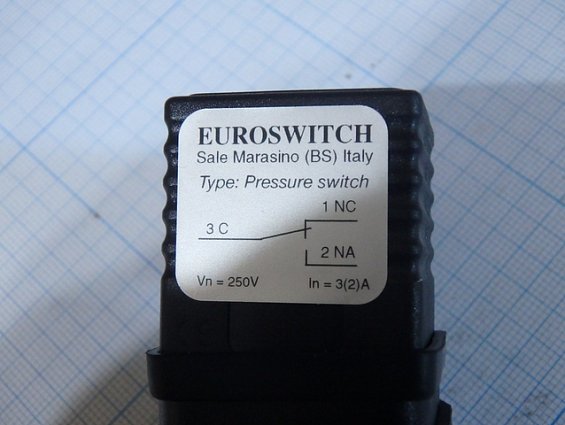 EUROSWITCH
Sale Marasino (BS) Italy
Type: Pressure switch
1 NC
3 C
2 NA
Vn = 250V In = 3(2)A